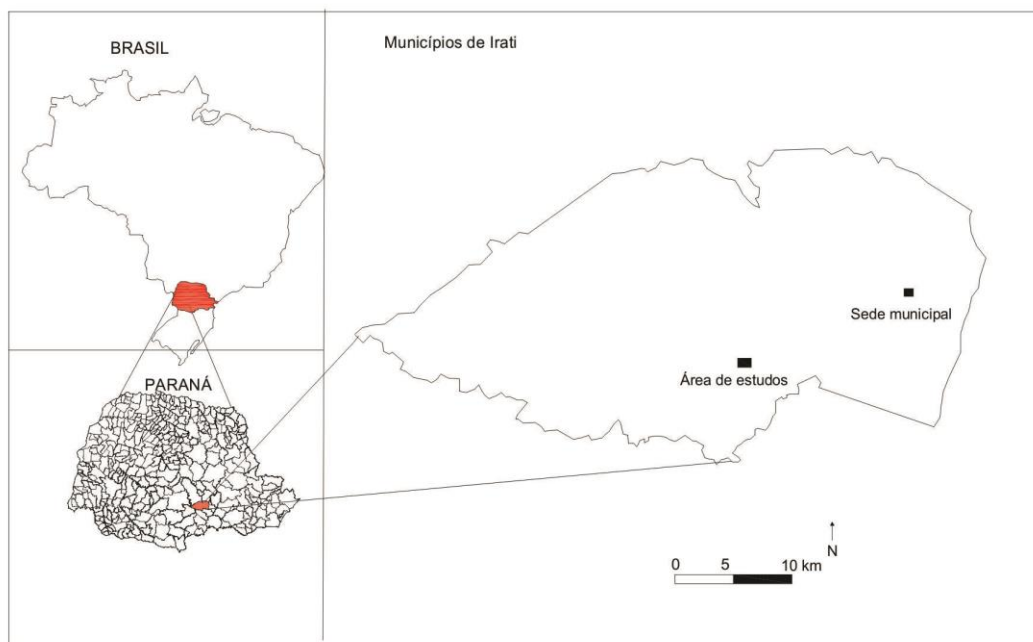 BRASIL
PARANÁ
Municípios de Irati
Sede municipal
Área de estudos
N
0 5 10 km